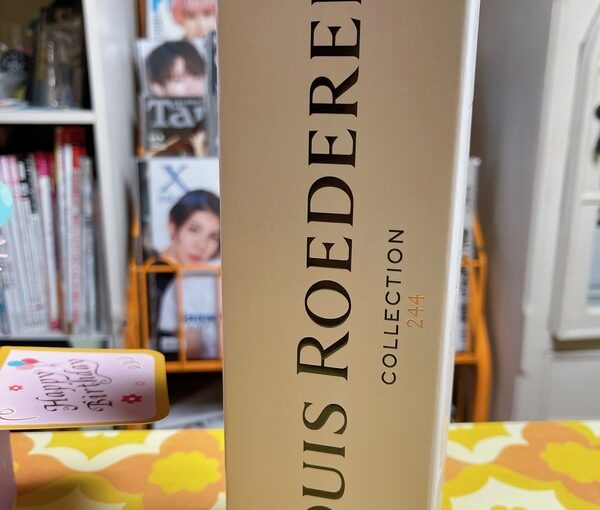 OUIS ROEDERE
COLLECTION
244
Happy
Birthday
X